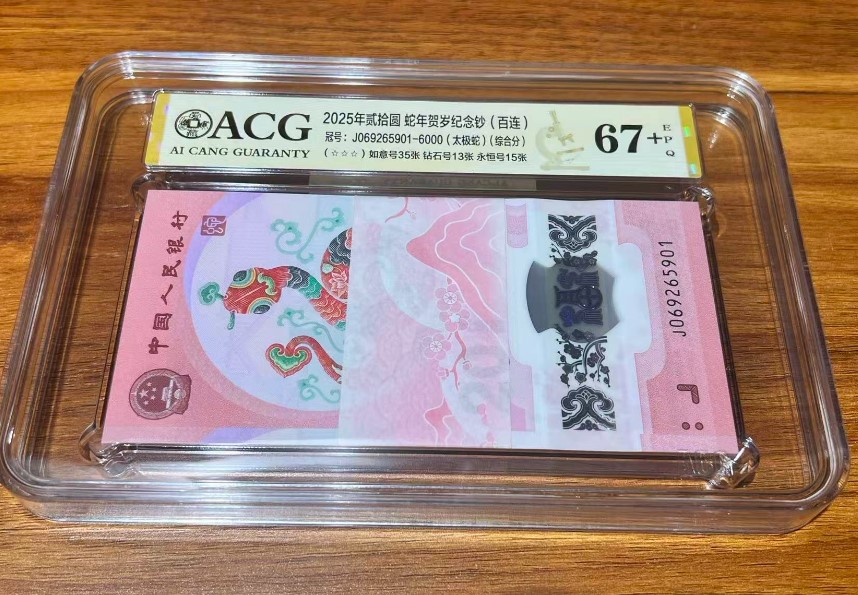 ACG
AI CANG GUARANTY
2025年贰拾圆 蛇年贺岁纪念钞（百连）
冠号：J069265901-6000（太极蛇）（综合分）
（☆☆☆）如意号35张 钻石号13张 永恒号15张
67+
EPQ
中國人民銀行
J069265901